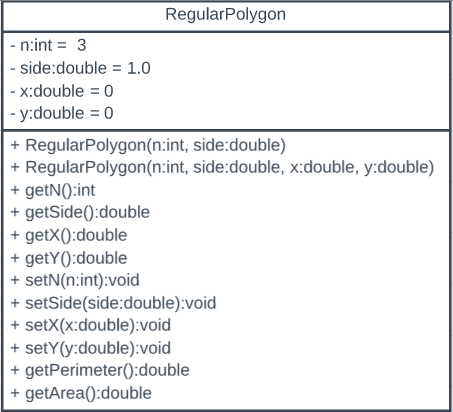 RegularPolygon
- n:int = 3
- side:double = 1.0
- x:double = 0
- y:double = 0
+ RegularPolygon(n:int, side:double)
+ RegularPolygon(n:int, side:double, x:double, y:double)
+ getN():int
+ getSide():double
+ getX():double
+ getY():double
+ setN(n:int):void
+ setSide(side:double):void
+ setX(x:double):void
+ setY(y:double):void
+ getPerimeter():double
+ getArea():double